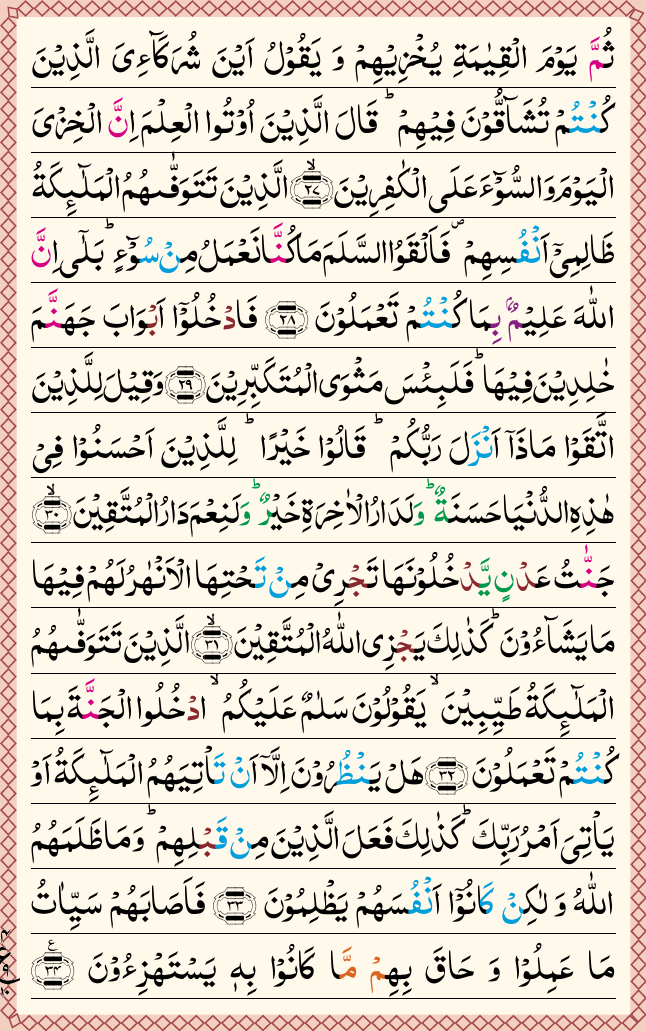 ثُمَّ يَوْمَ الْقِيٰمَةِ يُخْزِيْهِمْ وَ يَقُوْلُ اَيْنَ شُرَكَآءِىَ الَّذِيْنَ
كُنْتُمْ تُشَآقُّوْنَ فِيْهِمْ ؕ قَالَ الَّذِيْنَ اُوْتُوا الْعِلْمَ اِنَّ الْخِزْىَ
الْيَوْمَ وَالسُّوْٓءَ عَلَى الْكٰفِرِيْنَ ۙ‏﴿۲۷﴾ الَّذِيْنَ تَتَوَفّٰٮهُمُ الْمَلٰٓئِكَةُ
ظَالِمِىْۤ اَنْفُسِهِمْ ۖ فَاَلْقَوُا السَّلَمَ مَا كُنَّا نَعْمَلُ مِنْ سُوْٓءٍ ؕ بَلٰٓى اِنَّ
اللّٰهَ عَلِيْمٌۢ بِمَا كُنْتُمْ تَعْمَلُوْنَ ﴿۲۸﴾ فَادْخُلُوْۤا اَبْوَابَ جَهَنَّمَ
خٰلِدِيْنَ فِيْهَا ؕ فَلَبِئْسَ مَثْوَى الْمُتَكَبِّرِيْنَ ﴿۲۹﴾ وَقِيْلَ لِلَّذِيْنَ
اتَّقَوْا مَاذَاۤ اَنْزَلَ رَبُّكُمْ ؕ قَالُوْا خَيْرًا ؕ لِلَّذِيْنَ اَحْسَنُوْا فِىْ
هٰذِهِ الدُّنْيَا حَسَنَةٌ ؕ وَلَدَارُ الْاٰخِرَةِ خَيْرٌ ؕ وَلَنِعْمَ دَارُ الْمُتَّقِيْنَ ۙ‏﴿۳۰﴾
جَنّٰتُ عَدْنٍ يَّدْخُلُوْنَهَا تَجْرِىْ مِنْ تَحْتِهَا الْاَنْهٰرُ لَهُمْ فِيْهَا
مَا يَشَآءُوْنَ ؕ كَذٰلِكَ يَجْزِى اللّٰهُ الْمُتَّقِيْنَ ۙ‏﴿۳۱﴾ الَّذِيْنَ تَتَوَفّٰٮهُمُ
الْمَلٰٓئِكَةُ طَيِّبِيْنَ ۙ يَقُوْلُوْنَ سَلٰمٌ عَلَيْكُمُ ۙ ادْخُلُوا الْجَنَّةَ بِمَا
كُنْتُمْ تَعْمَلُوْنَ ﴿۳۲﴾ هَلْ يَنْظُرُوْنَ اِلَّاۤ اَنْ تَاْتِيَهُمُ الْمَلٰٓئِكَةُ اَوْ
يَاْتِىَ اَمْرُ رَبِّكَ ؕ كَذٰلِكَ فَعَلَ الَّذِيْنَ مِنْ قَبْلِهِمْ ؕ وَمَا ظَلَمَهُمُ
اللّٰهُ وَ لٰكِنْ كَانُوْۤا اَنْفُسَهُمْ يَظْلِمُوْنَ ﴿۳۳﴾ فَاَصَابَهُمْ سَيِّاٰتُ
مَا عَمِلُوْا وَ حَاقَ بِهِمْ مَّا كَانُوْا بِهٖ يَسْتَهْزِءُوْنَ ﴿۳۴﴾ ع